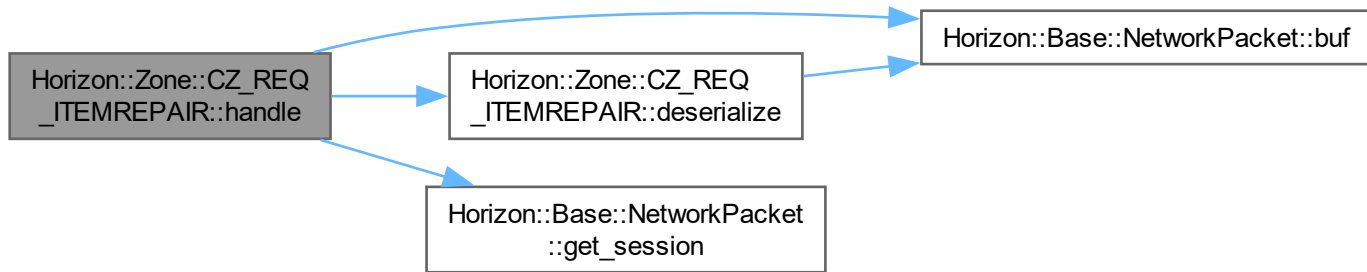 Horizon::Zone::CZ_REQ
_ITEMREPAIR::handle
Horizon::Base::NetworkPacket::buf
Horizon::Zone::CZ_REQ
_ITEMREPAIR::deserialize
Horizon::Base::NetworkPacket
::get_session